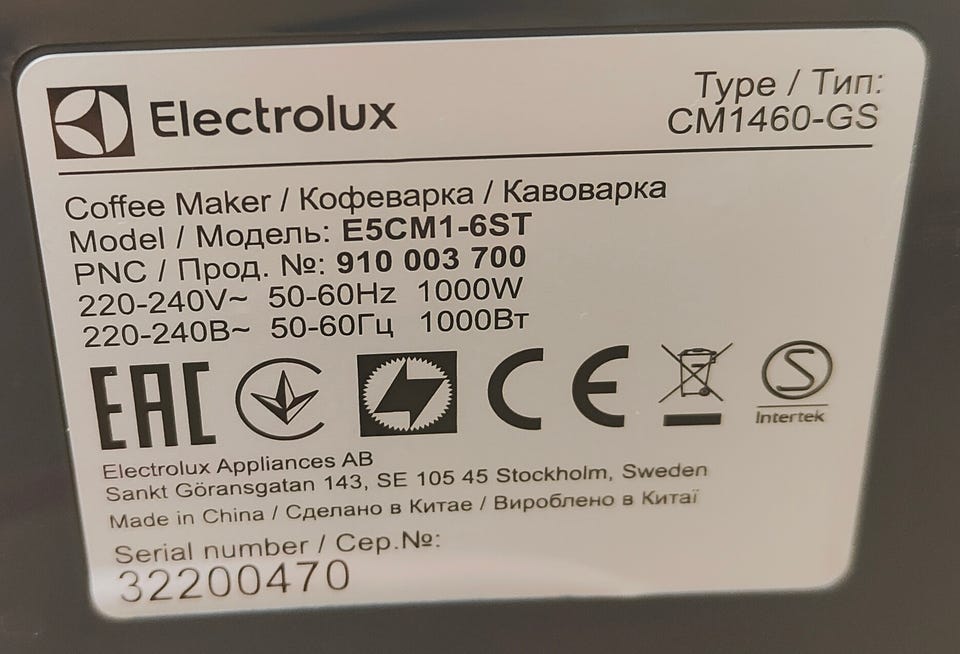 Electrolux
Type / Тип:
CM1460-GS
Coffee Maker / Кофеварка / Кавоварка
Model / Модель: E5CM1-6ST
PNC / Прод. №: 910 003 700
220-240V~ 50-60Hz 1000W
220-240В~ 50-60Гц 1000Вт
EAC CE S
Intertek
Electrolux Appliances AB
Sankt Göransgatan 143, SE 105 45 Stockholm, Sweden
Made in China / Сделано в Китае / Вироблено в Китаї
Serial number / Сер.№:
32200470